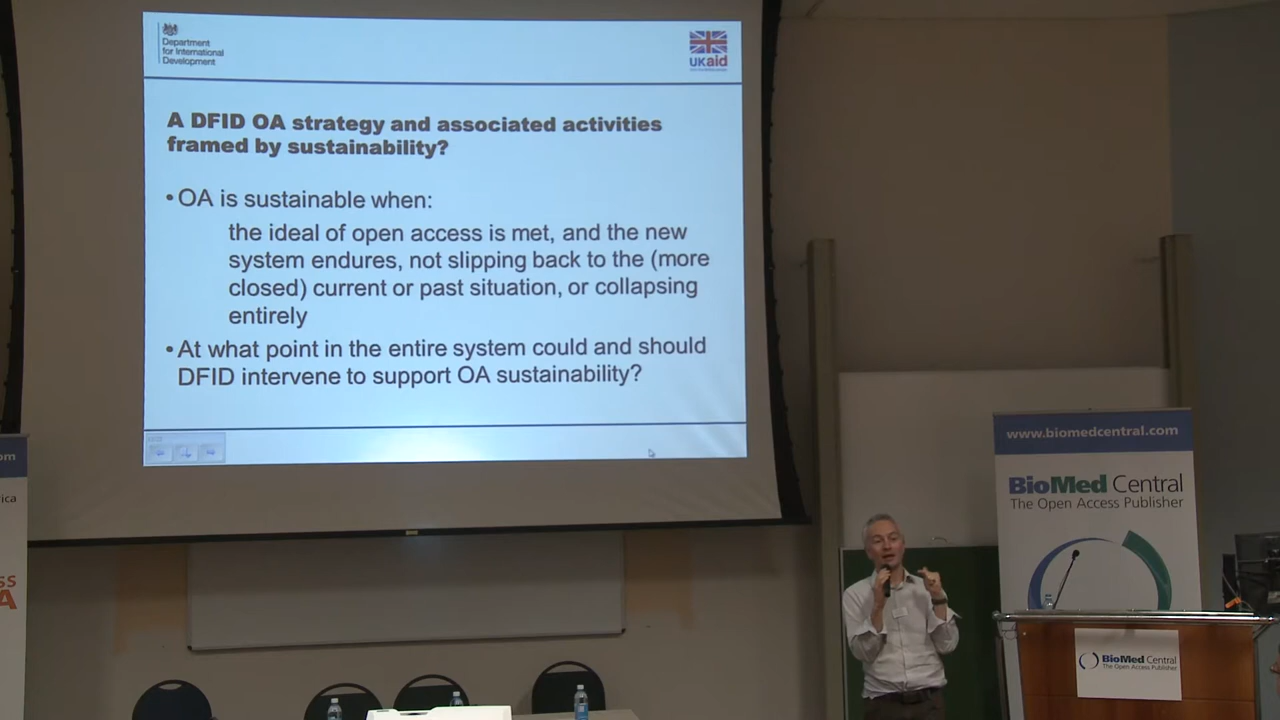 Department
for International
Development
UKaid
A DFID OA strategy and associated activities
framed by sustainability?
•OA is sustainable when:
the ideal of open access is met, and the new
system endures, not slipping back to the (more
closed) current or past situation, or collapsing
entirely
•At what point in the entire system could and should
DFID intervene to support OA sustainability?
om
ica
SS
A
www.biomedcentral.com
BioMed Central
The Open Access Publisher
BioMed Central
The Open Access Publisher